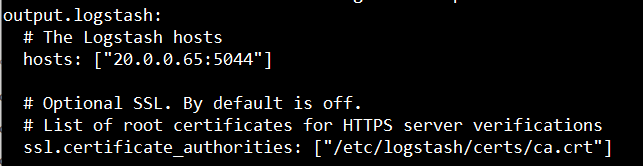 output.logstash:
  # The Logstash hosts
  hosts: ["20.0.0.65:5044"]

  # Optional SSL. By default is off.
  # List of root certificates for HTTPS server verifications
  ssl.certificate_authorities: ["/etc/logstash/certs/ca.crt"]